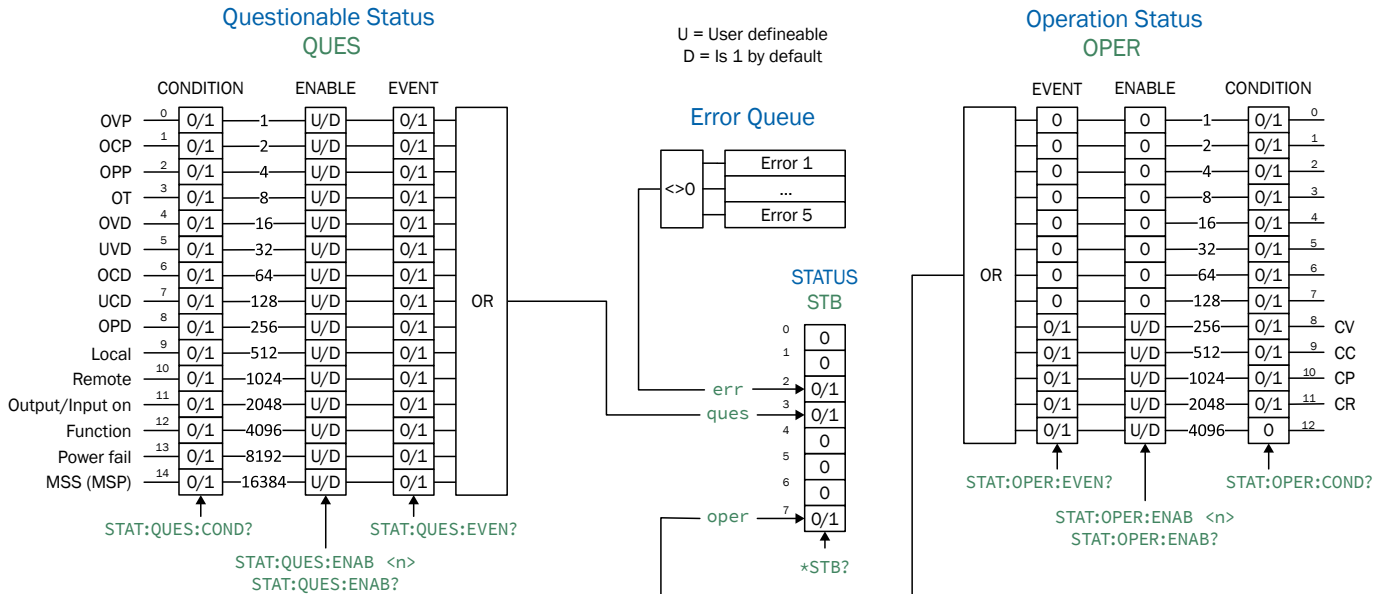 Questionable Status
QUES
U = User defineable
D = Is 1 by default
Operation Status
OPER
CONDITION ENABLE EVENT
OVP 0 0/1 1 U/D 0/1
OCP 1 0/1 2 U/D 0/1
OPP 2 0/1 4 U/D 0/1
OT 3 0/1 8 U/D 0/1
OVD 4 0/1 16 U/D 0/1
UVD 5 0/1 32 U/D 0/1
OCD 6 0/1 64 U/D 0/1
UCD 7 0/1 128 U/D 0/1
OPD 8 0/1 256 U/D 0/1
Local 9 0/1 512 U/D 0/1
Remote 10 0/1 1024 U/D 0/1
Output/Input on 11 0/1 2048 U/D 0/1
Function 12 0/1 4096 U/D 0/1
Power fail 13 0/1 8192 U/D 0/1
MSS (MSP) 14 0/1 16384 U/D 0/1
OR
STAT:QUES:COND?
STAT:QUES:EVEN?
STAT:QUES:ENAB <n>
STAT:QUES:ENAB?
Error Queue
<>0
Error 1
...
Error 5
STATUS
STB
0 0
1 0
err 2 0/1
ques 3 0/1
4 0
5 0
6 0
oper 7 0/1
*STB?
EVENT ENABLE CONDITION
OR
0 0 1 0/1 0
0 0 2 0/1 1
0 0 4 0/1 2
0 0 8 0/1 3
0 0 16 0/1 4
0 0 32 0/1 5
0 0 64 0/1 6
0 0 128 0/1 7
0/1 U/D 256 0/1 8 CV
0/1 U/D 512 0/1 9 CC
0/1 U/D 1024 0/1 10 CP
0/1 U/D 2048 0/1 11 CR
0/1 U/D 4096 0 12
STAT:OPER:EVEN?
STAT:OPER:COND?
STAT:OPER:ENAB <n>
STAT:OPER:ENAB?